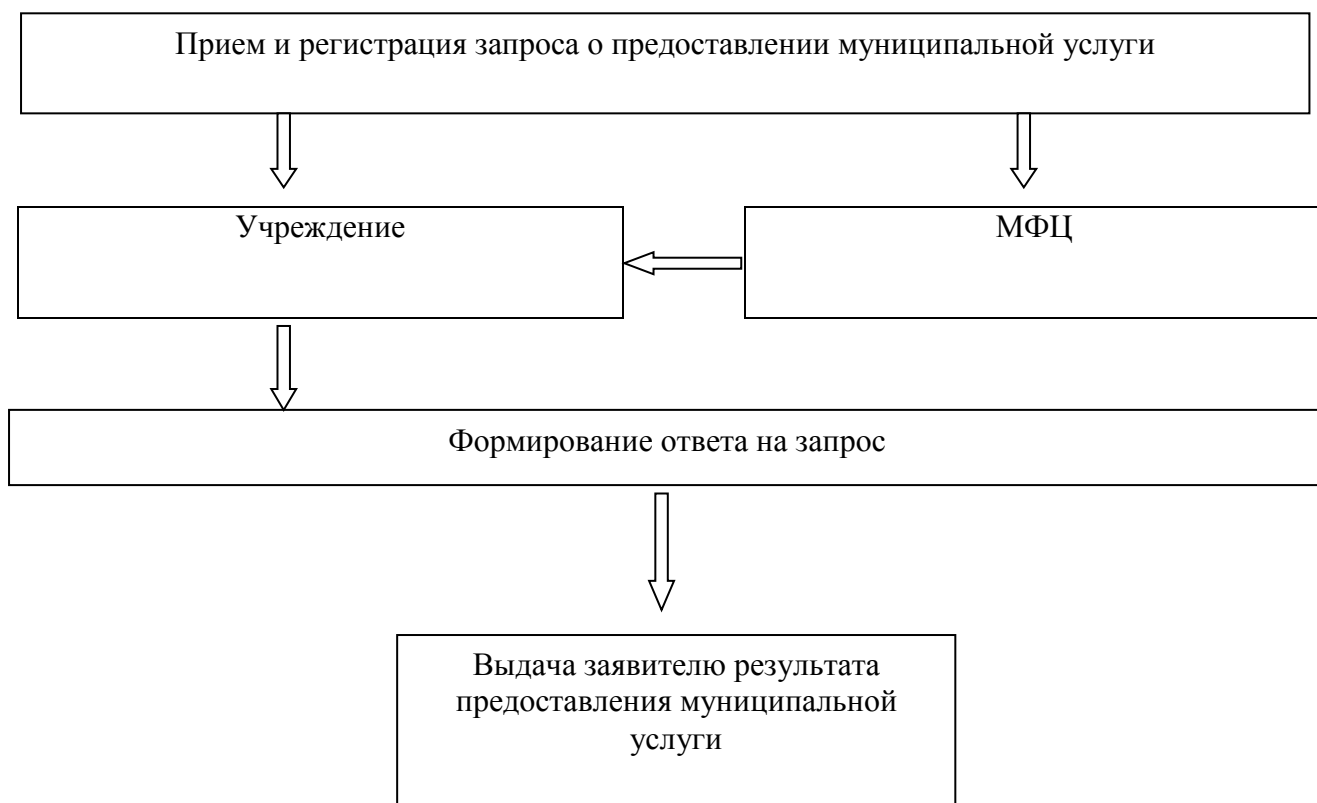 Прием и регистрация запроса о предоставлении муниципальной услуги
Учреждение
МФЦ
Формирование ответа на запрос
Выдача заявителю результата
предоставления муниципальной
услуги